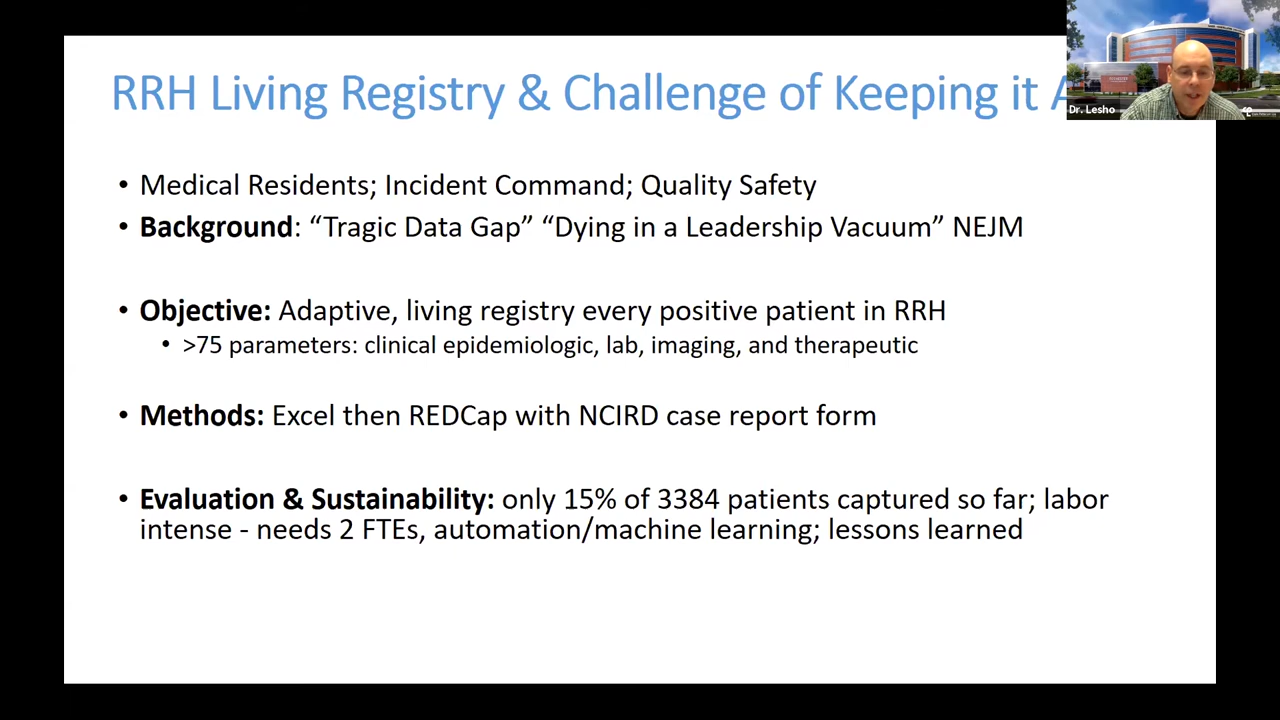 RRH Living Registry & Challenge of Keeping it A
Dr. Lesho
• Medical Residents; Incident Command; Quality Safety
• Background: “Tragic Data Gap” “Dying in a Leadership Vacuum” NEJM
• Objective: Adaptive, living registry every positive patient in RRH
• >75 parameters: clinical epidemiologic, lab, imaging, and therapeutic
• Methods: Excel then REDCap with NCIRD case report form
• Evaluation & Sustainability: only 15% of 3384 patients captured so far; labor
intense - needs 2 FTEs, automation/machine learning; lessons learned